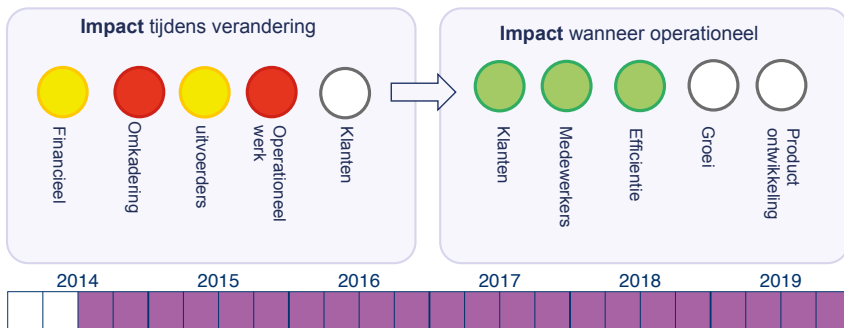 Impact tijdens verandering
Financieel
Omkadering
uitvoerders
Operationeel
werk
Klanten
Impact wanneer operationeel
Klanten
Medewerkers
Efficientie
Groei
Product
ontwikkeling
2014 2015 2016 2017 2018 2019